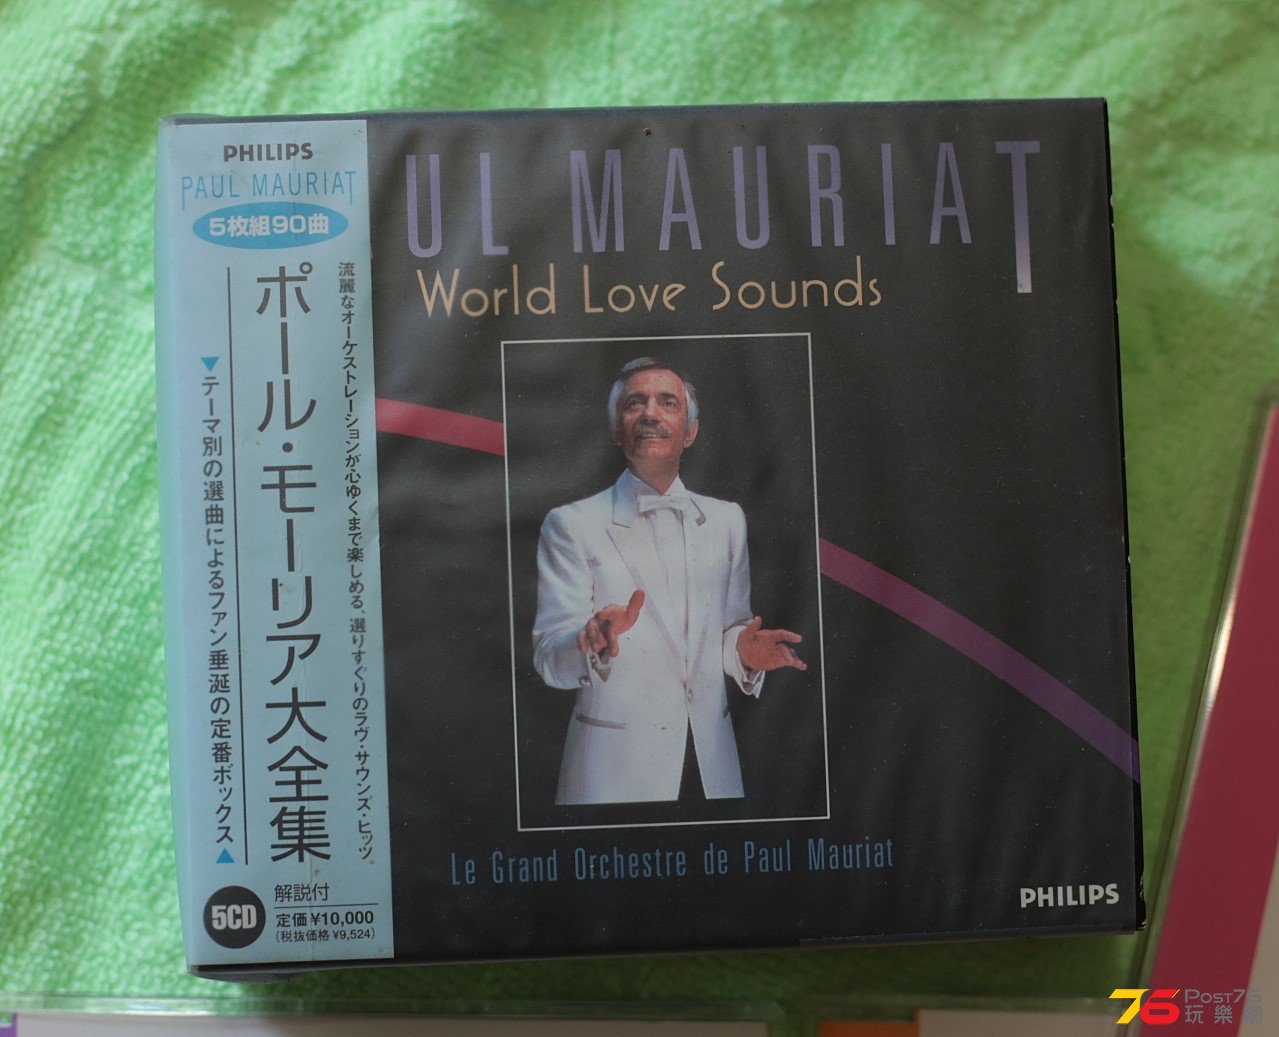 PHILIPS
PAUL MAURIAT
5枚組90曲
流麗なオーケストレーションが心ゆくまで楽しめる、選りすぐりのラヴ・サウンズ・ヒッツ。
ポール・モーリア大全集
▼テーマ別の選曲によるファン垂涎の定番ボックス▲
5CD
解説付
定価¥10,000
(税抜価格¥9,524)
UL MAURIAT
World Love Sounds
Le Grand Orchestre de Paul Mauriat
PHILIPS
76 Post76
玩樂網